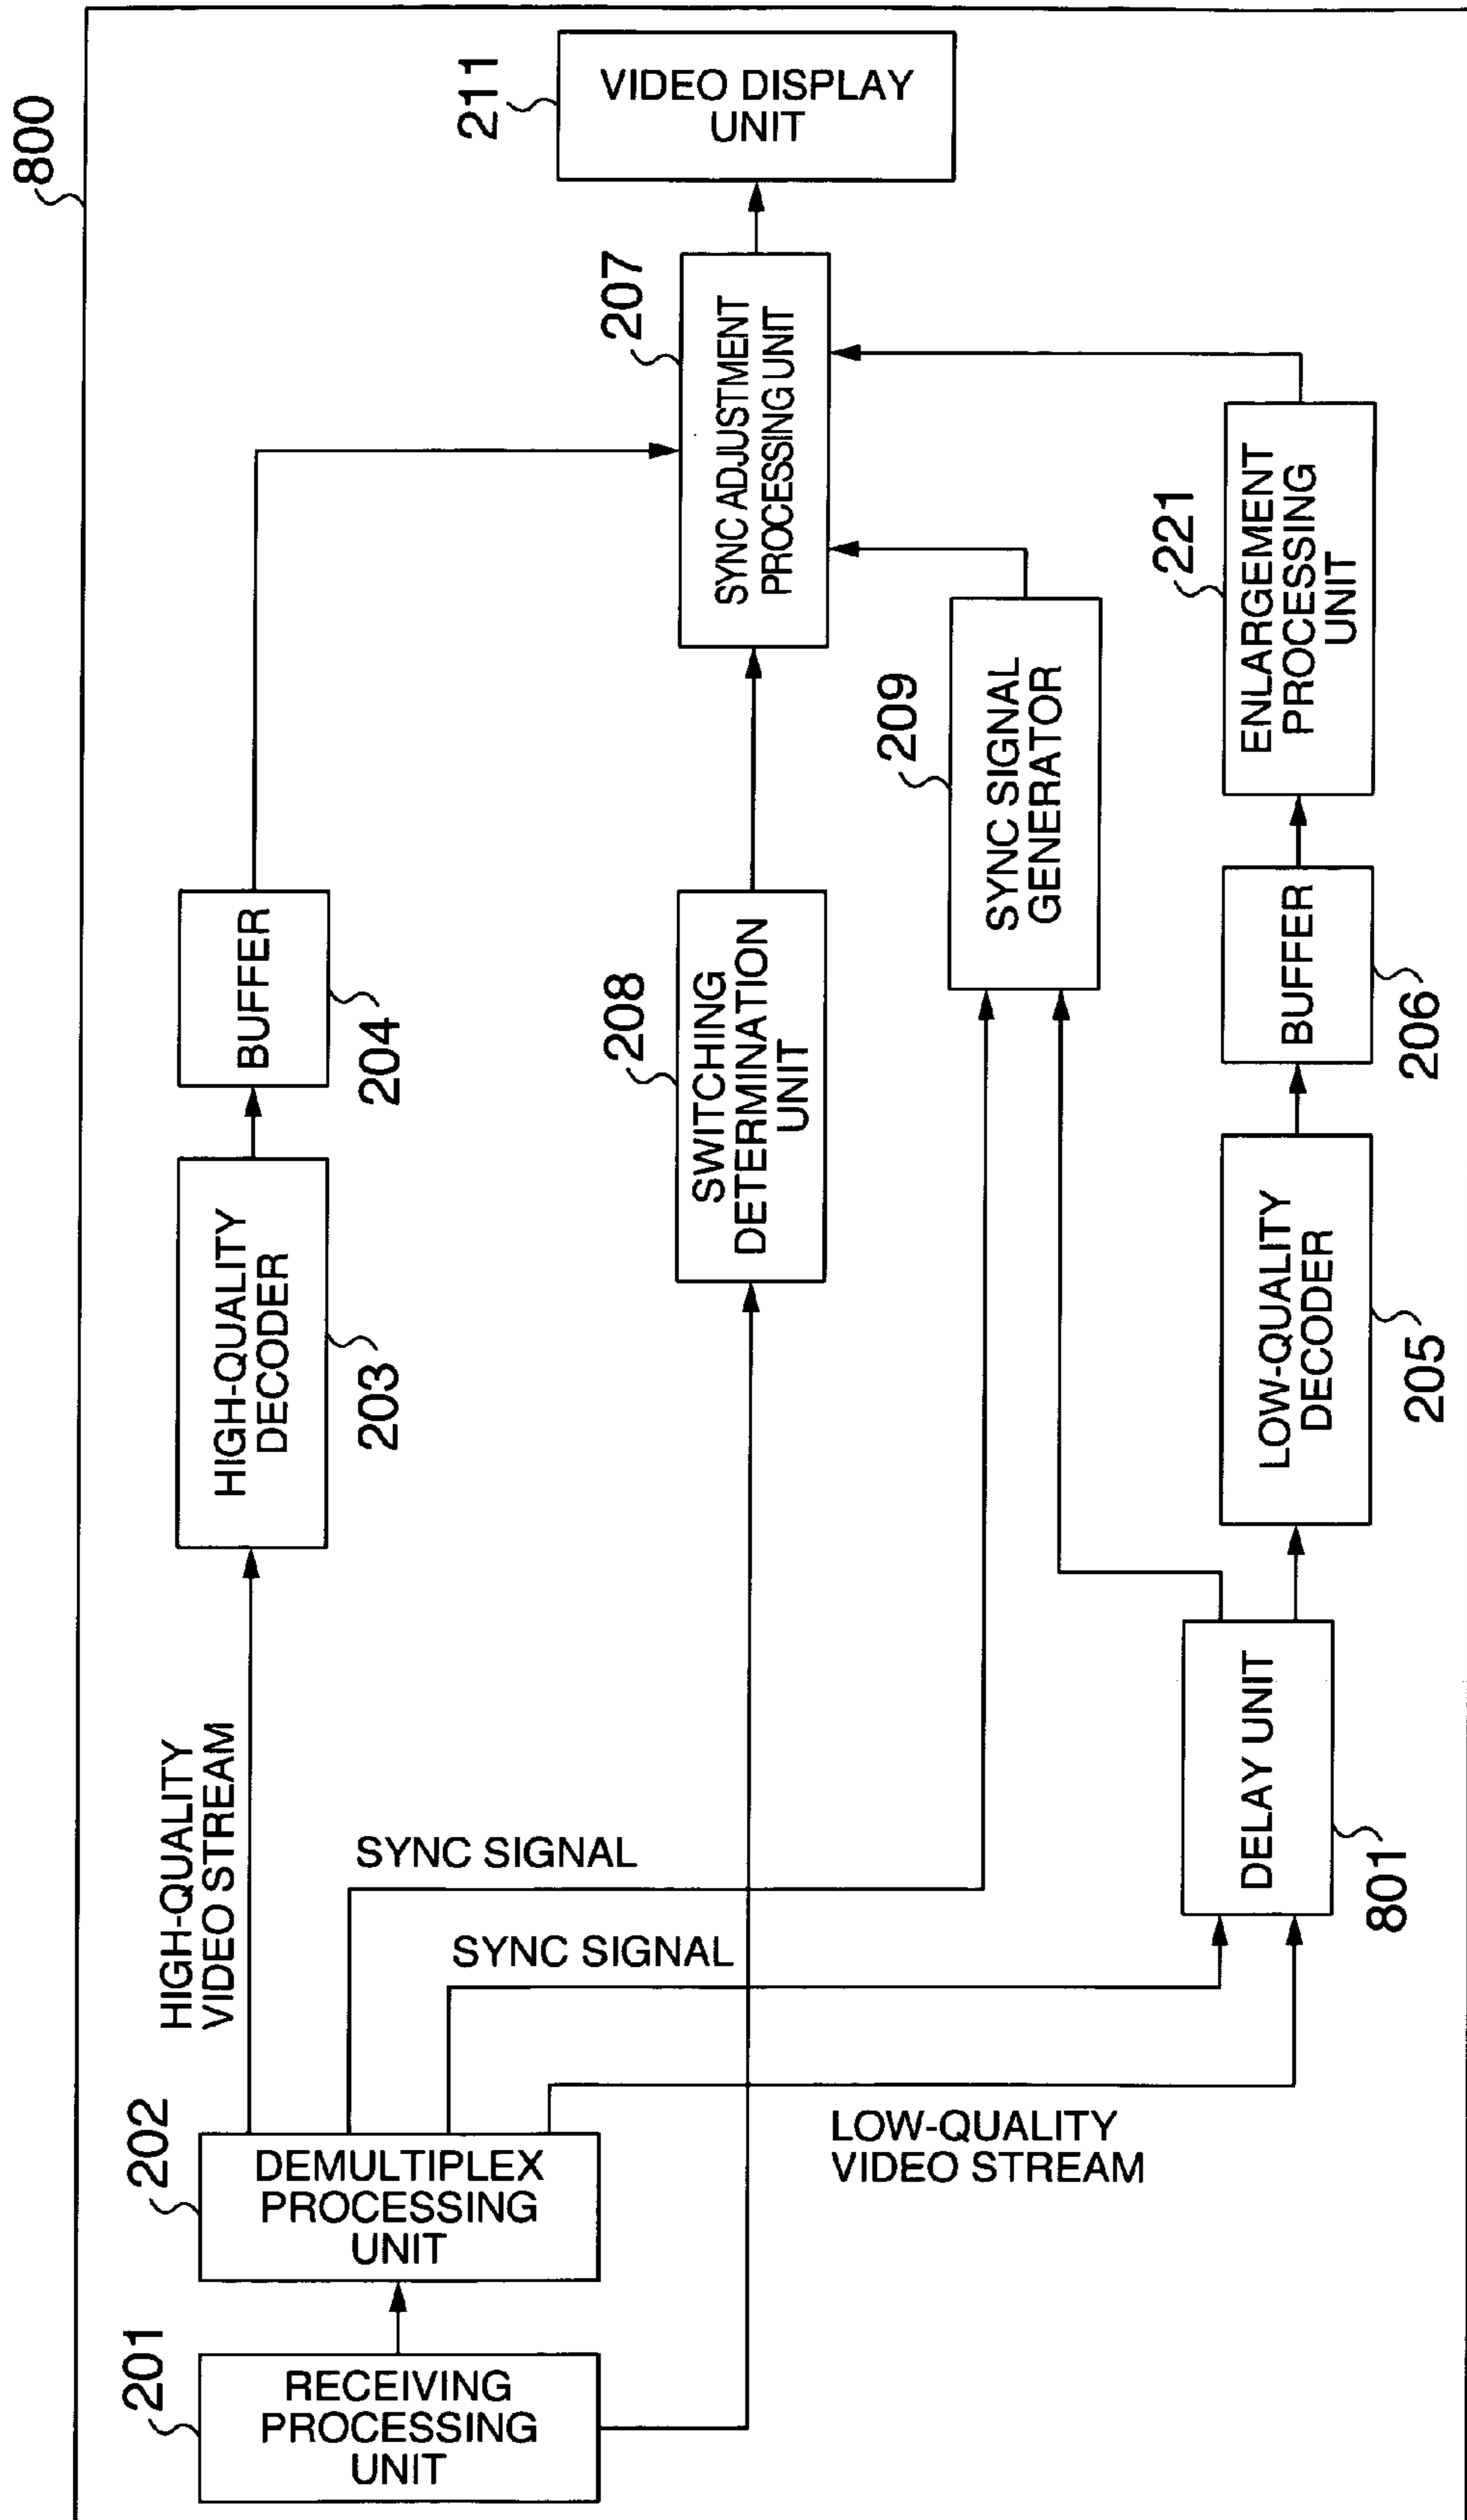 800
211
VIDEO DISPLAY
UNIT
207
SYNC ADJUSTMENT
PROCESSING UNIT
221
ENLARGEMENT
PROCESSING
UNIT
209
SYNC SIGNAL
GENERATOR
BUFFER
204
208
SWITCHING
DETERMINATION
UNIT
BUFFER
206
HIGH-QUALITY
DECODER
203
LOW-QUALITY
DECODER
205
HIGH-QUALITY
VIDEO STREAM
SYNC SIGNAL
SYNC SIGNAL
DELAY UNIT
801
202
DEMULTIPLEX
PROCESSING
UNIT
LOW-QUALITY
VIDEO STREAM
201
RECEIVING
PROCESSING
UNIT